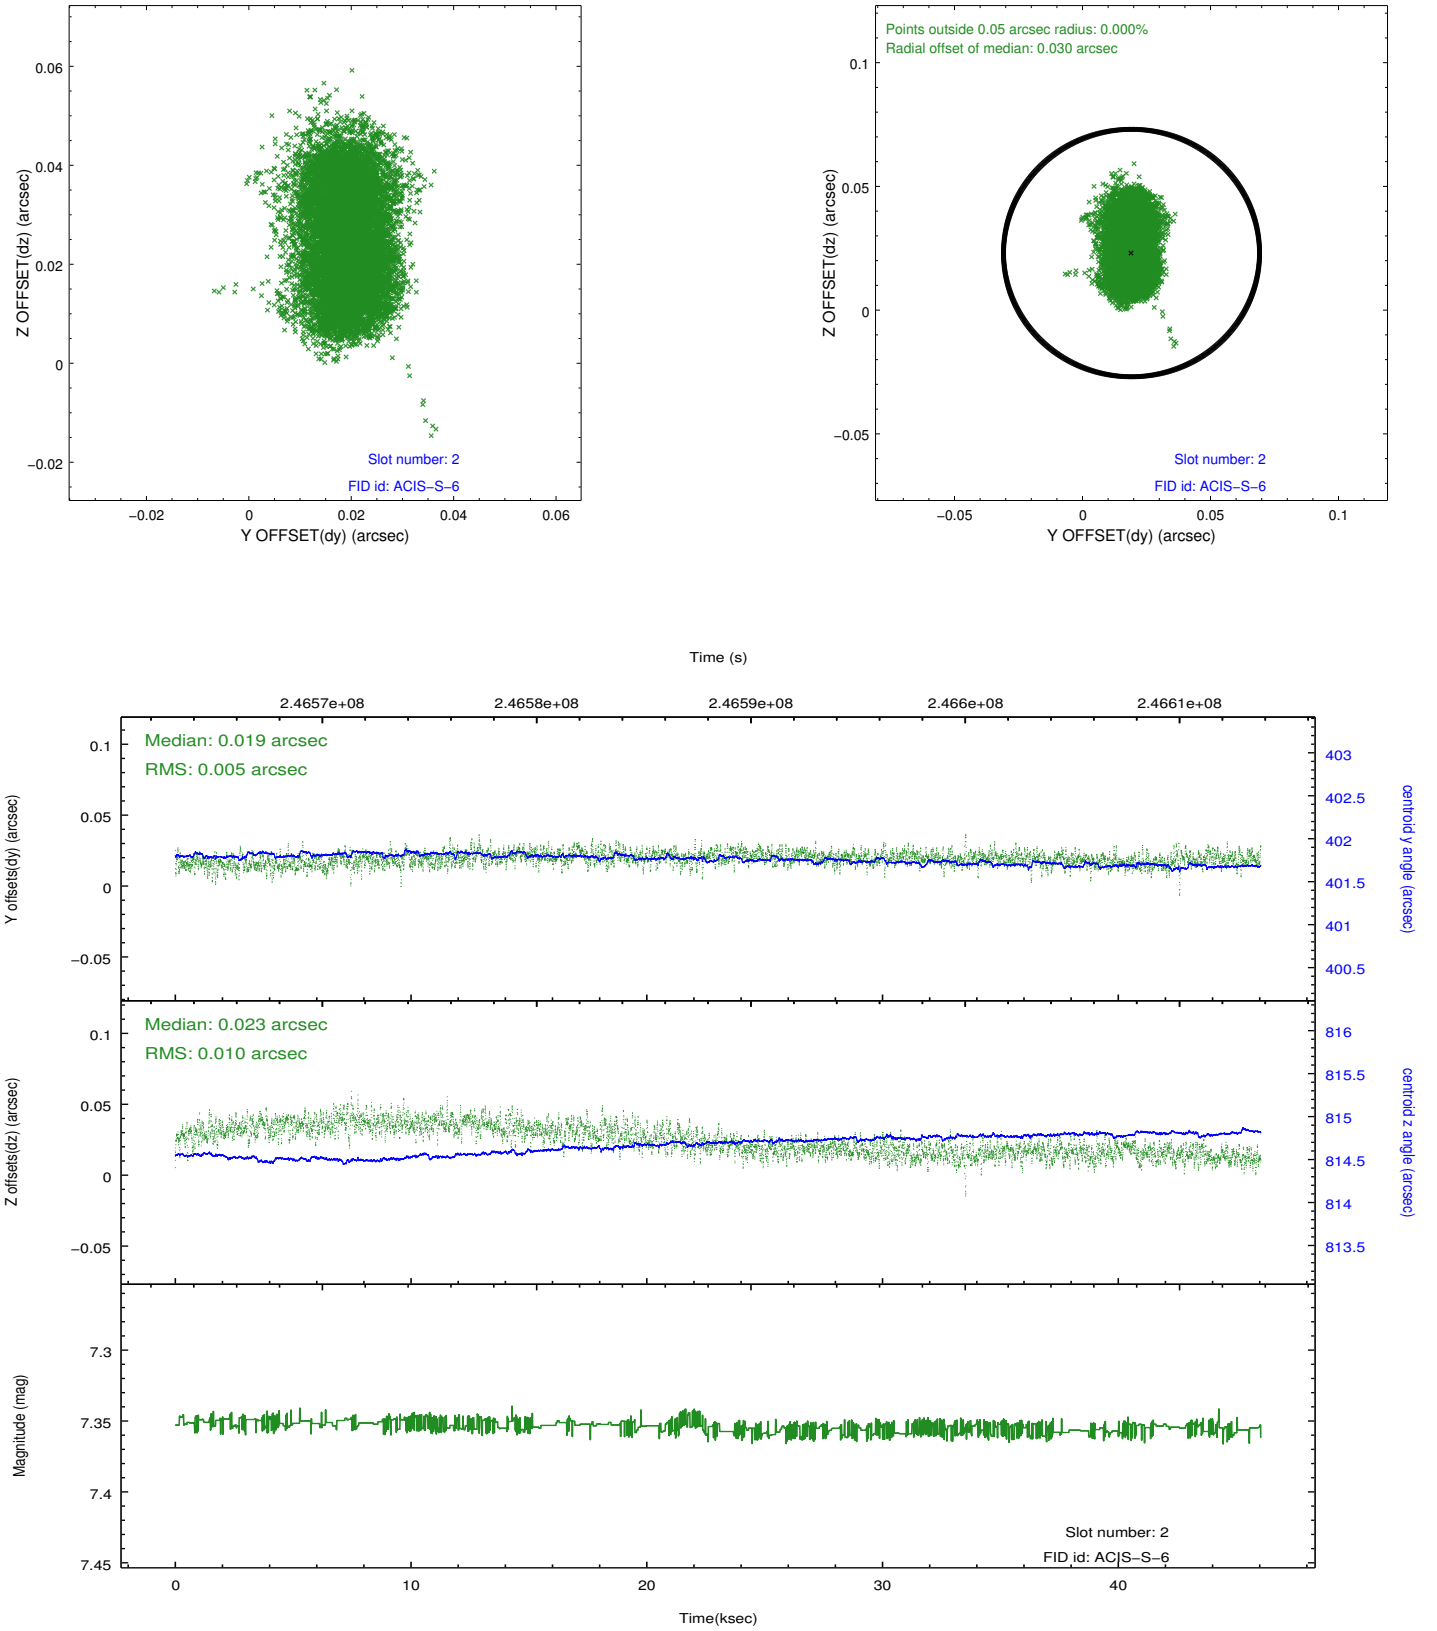 Points outside 0.05 arcsec radius: 0.000%
Radial offset of median: 0.030 arcsec
0.06
0.04
0.02
0
−0.02
Z OFFSET(dz) (arcsec)
Slot number: 2
FID id: ACIS−S−6
−0.02 0 0.02 0.04 0.06
Y OFFSET(dy) (arcsec)
0.1
0.05
0
−0.05
Z OFFSET(dz) (arcsec)
Slot number: 2
FID id: ACIS−S−6
−0.05 0 0.05 0.1
Y OFFSET(dy) (arcsec)
Time (s)
2.4657e+08 2.4658e+08 2.4659e+08 2.466e+08 2.4661e+08
Median: 0.019 arcsec
RMS: 0.005 arcsec
0.1
0.05
0
−0.05
Y offsets(dy) (arcsec)
403
402.5
402
401.5
401
400.5
centroid y angle (arcsec)
Median: 0.023 arcsec
RMS: 0.010 arcsec
0.1
0.05
0
−0.05
Z offsets(dz) (arcsec)
816
815.5
815
814.5
814
813.5
centroid z angle (arcsec)
7.3
7.35
7.4
7.45
Magnitude (mag)
Slot number: 2
FID id: ACIS−S−6
0 10 20 30 40
Time(ksec)